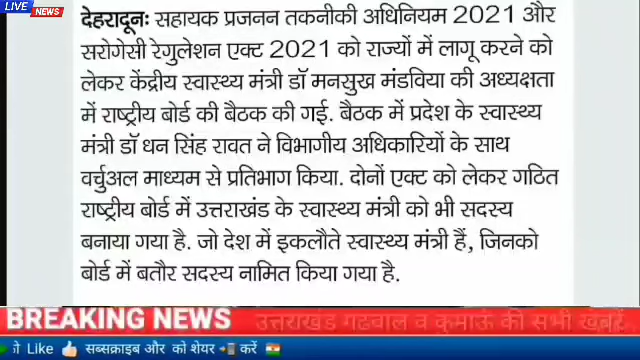 LIVE
NEWS
देहरादूनः सहायक प्रजनन तकनीकी अधिनियम 2021 और
सरोगेसी रेगुलेशन एक्ट 2021 को राज्यों में लागू करने को
लेकर केंद्रीय स्वास्थ्य मंत्री डॉ मनसुख मंडविया की अध्यक्षता
में राष्ट्रीय बोर्ड की बैठक की गई. बैठक में प्रदेश के स्वास्थ्य
मंत्री डॉ धन सिंह रावत ने विभागीय अधिकारियों के साथ
वर्चुअल माध्यम से प्रतिभाग किया. दोनों एक्ट को लेकर गठित
राष्ट्रीय बोर्ड में उत्तराखंड के स्वास्थ्य मंत्री को भी सदस्य
बनाया गया है. जो देश में इकलौते स्वास्थ्य मंत्री हैं, जिनको
बोर्ड में बतौर सदस्य नामित किया गया है.
BREAKING NEWS उत्तराखंड गढवाल व कुमाऊं की सभी खबरें
Like 👍 सब्सक्राइब और को शेयर 📲 करें 🇮🇳